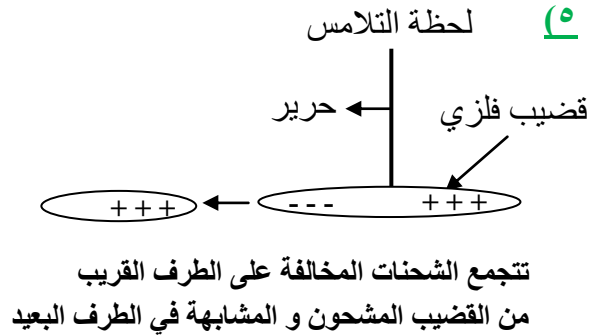 ٥)
لحظة التلامس
حرير
قضيب فلزي
+ + +
- - -
+ + +
تتجمع الشحنات المخالفة على الطرف القريب
من القضيب المشحون و المشابهة في الطرف البعيد